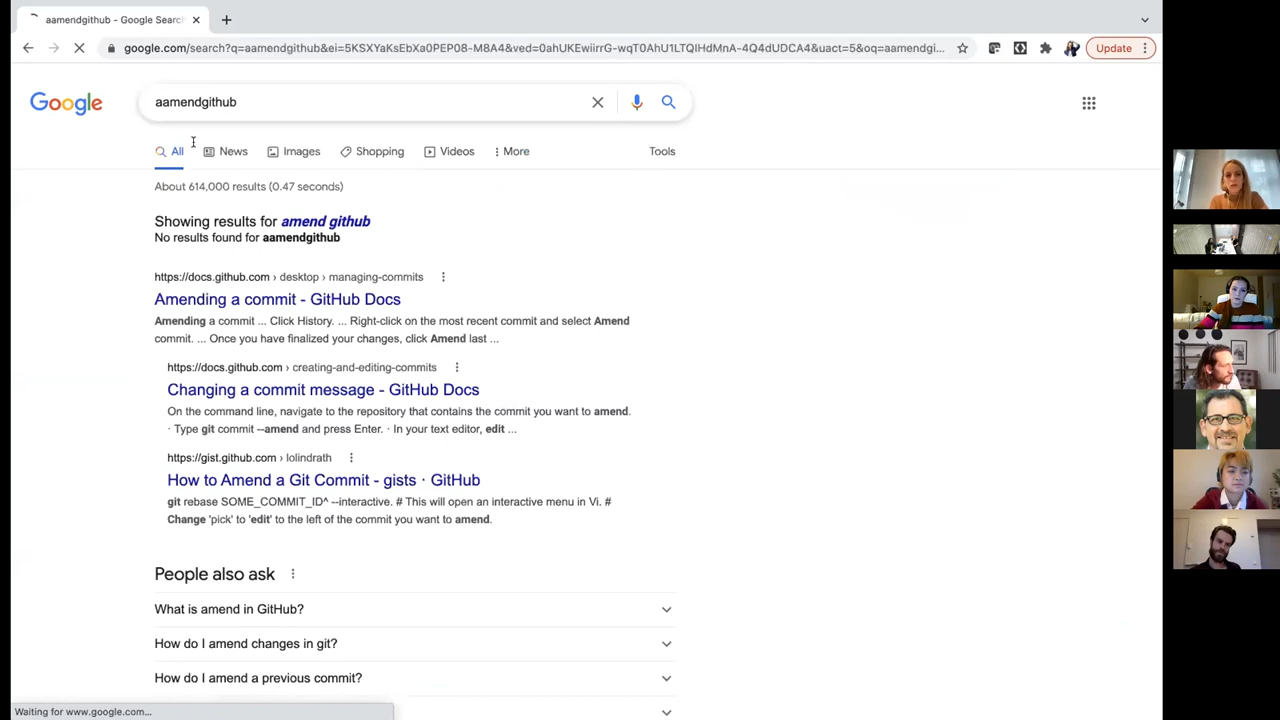 aamendgithub - Google Search
google.com/search?q=aamendgithub&ei=5KSXYaKsEbXa0PEP08-M8A4&ved=0ahUKEwiirrG-wqT0AhU1LTQIHdMnA-4Q4dUDCA4&uact=5&oq=aamendgi...
Update
Google
aamendgithub
All
News
Images
Shopping
Videos
More
Tools
About 614,000 results (0.47 seconds)
Showing results for amend github
No results found for aamendgithub
https://docs.github.com › desktop › managing-commits
Amending a commit - GitHub Docs
Amending a commit ... Click History. ... Right-click on the most recent commit and select Amend
commit. ... Once you have finalized your changes, click Amend last ...
https://docs.github.com › creating-and-editing-commits
Changing a commit message - GitHub Docs
On the command line, navigate to the repository that contains the commit you want to amend.
· Type git commit --amend and press Enter. · In your text editor, edit ...
https://gist.github.com › lolindrath
How to Amend a Git Commit - gists · GitHub
git rebase SOME_COMMIT_ID^ --interactive. # This will open an interactive menu in Vi. #
Change 'pick' to 'edit' to the left of the commit you want to amend.
People also ask
What is amend in GitHub?
How do I amend changes in git?
How do I amend a previous commit?
Waiting for www.google.com...